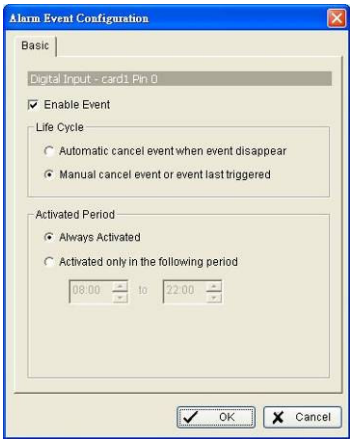 Alarm Event Configuration
Basic
Digital Input - card1 Pin 0
Enable Event
Life Cycle
Automatic cancel event when event disappear
Manual cancel event or event last triggered
Activated Period
Always Activated
Activated only in the following period
08:00 to 22:00
OK Cancel